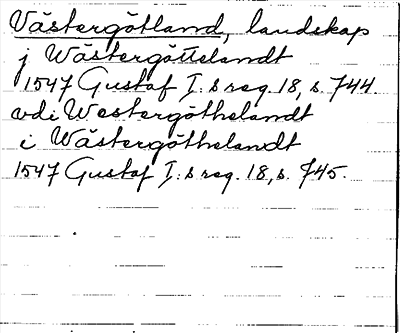 Västergötland, landskap
j Wästergöttelandt
1547 Gustaf I:s reg. 18, s. 744
vdi Westergöthelandt
i Wästergöthelandt
1547 Gustaf I:s reg. 18, s. 745.